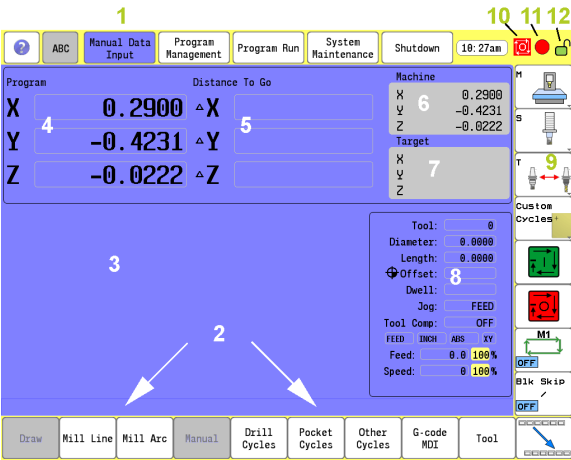 1 10 11 12
? ABC Manual Data Input Program Management Program Run System Maintenance Shutdown 10:27am
Program Distance To Go Machine
X 0.2900 △X
Y -0.4231 △Y
Z -0.0222 △Z
4 5
X 0.2900
Y -0.4231
Z -0.0222
6
Target
X
Y
Z
7
M
S
T 9
Custom Cycles+
3
Tool: 0
Diameter: 0.0000
Length: 0.0000
Offset:
8
Dwell:
Jog: FEED
Tool Comp: OFF
FEED INCH ABS XY
Feed: 0.0 100%
Speed: 0 100%
2
I
O
M1
OFF
Blk Skip
/
OFF
Draw Mill Line Mill Arc Manual Drill Cycles Pocket Cycles Other Cycles G-code MDI Tool